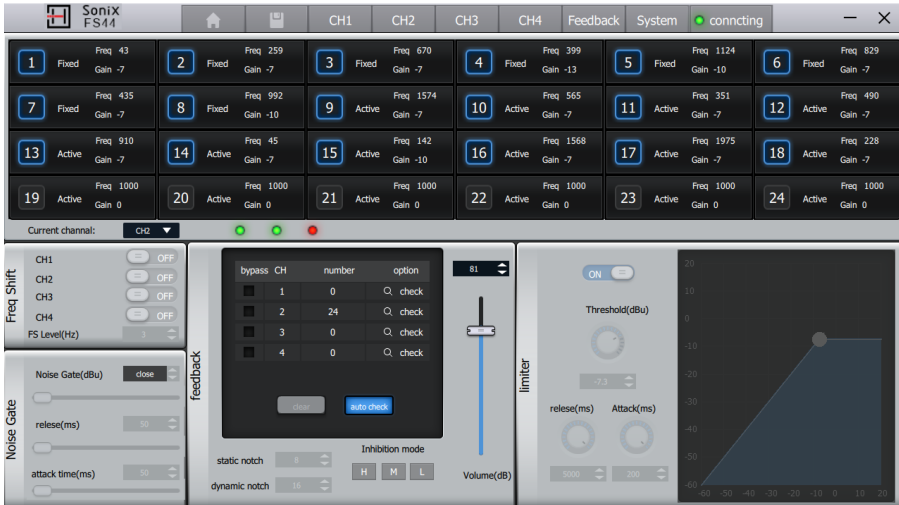 SoniX
FS44
CH1 CH2 CH3 CH4 Feedback System conncting
1 Fixed Freq 43 Gain -7
2 Fixed Freq 259 Gain -7
3 Fixed Freq 670 Gain -7
4 Fixed Freq 399 Gain -13
5 Fixed Freq 1124 Gain -10
6 Fixed Freq 829 Gain -7
7 Fixed Freq 435 Gain -7
8 Fixed Freq 992 Gain -10
9 Active Freq 1574 Gain -7
10 Active Freq 565 Gain -7
11 Active Freq 351 Gain -7
12 Active Freq 490 Gain -7
13 Active Freq 910 Gain -7
14 Active Freq 45 Gain -7
15 Active Freq 142 Gain -10
16 Active Freq 1568 Gain -7
17 Active Freq 1975 Gain -7
18 Active Freq 228 Gain -7
19 Active Freq 1000 Gain 0
20 Active Freq 1000 Gain 0
21 Active Freq 1000 Gain 0
22 Active Freq 1000 Gain 0
23 Active Freq 1000 Gain 0
24 Active Freq 1000 Gain 0
Current channel: CH2
Freq Shift
CH1 OFF
CH2 OFF
CH3 OFF
CH4 OFF
FS Level(Hz) 3
Noise Gate
Noise Gate(dBu) close
relese(ms) 50
attack time(ms) 50
feedback
bypass CH number option
1 0 check
2 24 check
3 0 check
4 0 check
clear auto check
static notch 8
dynamic notch 16
Inhibition mode
H M L
81
Volume(dB)
limiter
ON
Threshold(dBu)
-7.3
relese(ms) Attack(ms)
5000 200
20
10
0
-10
-20
-30
-40
-50
-60
-60 -50 -40 -30 -20 -10 0 10 20